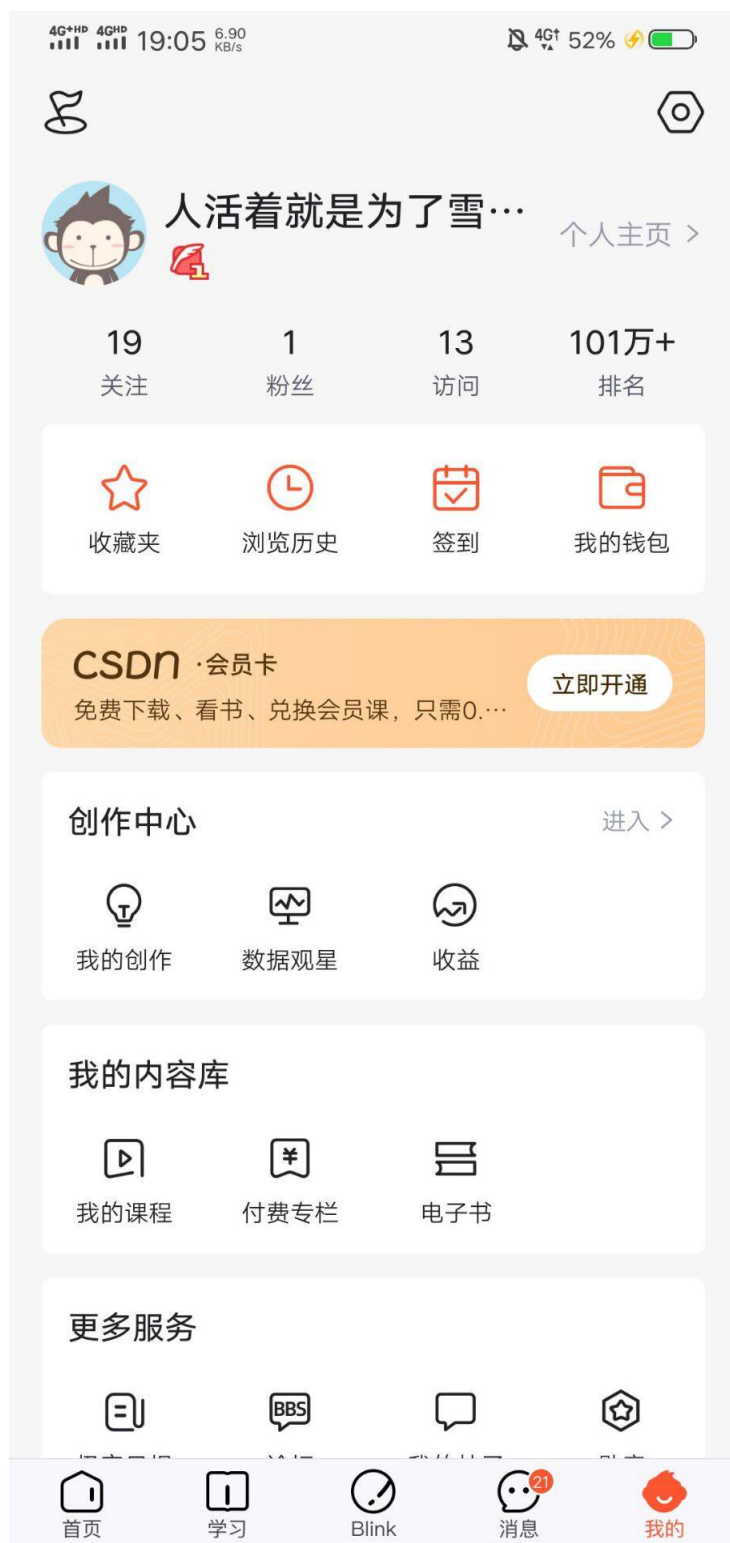 4G+HD 4GHD 19:05 6.90 KB/s 4G 52%
人活着就是为了雪…
1
个人主页 >
19 1 13 101万+
关注 粉丝 访问 排名
收藏夹 浏览历史 签到 我的钱包
CSDN ·会员卡
免费下载、看书、兑换会员课，只需0.…
立即开通
创作中心 进入 >
我的创作 数据观星 收益
我的内容库
¥
我的课程 付费专栏 电子书
更多服务
BBS
21
首页 学习 Blink 消息 我的